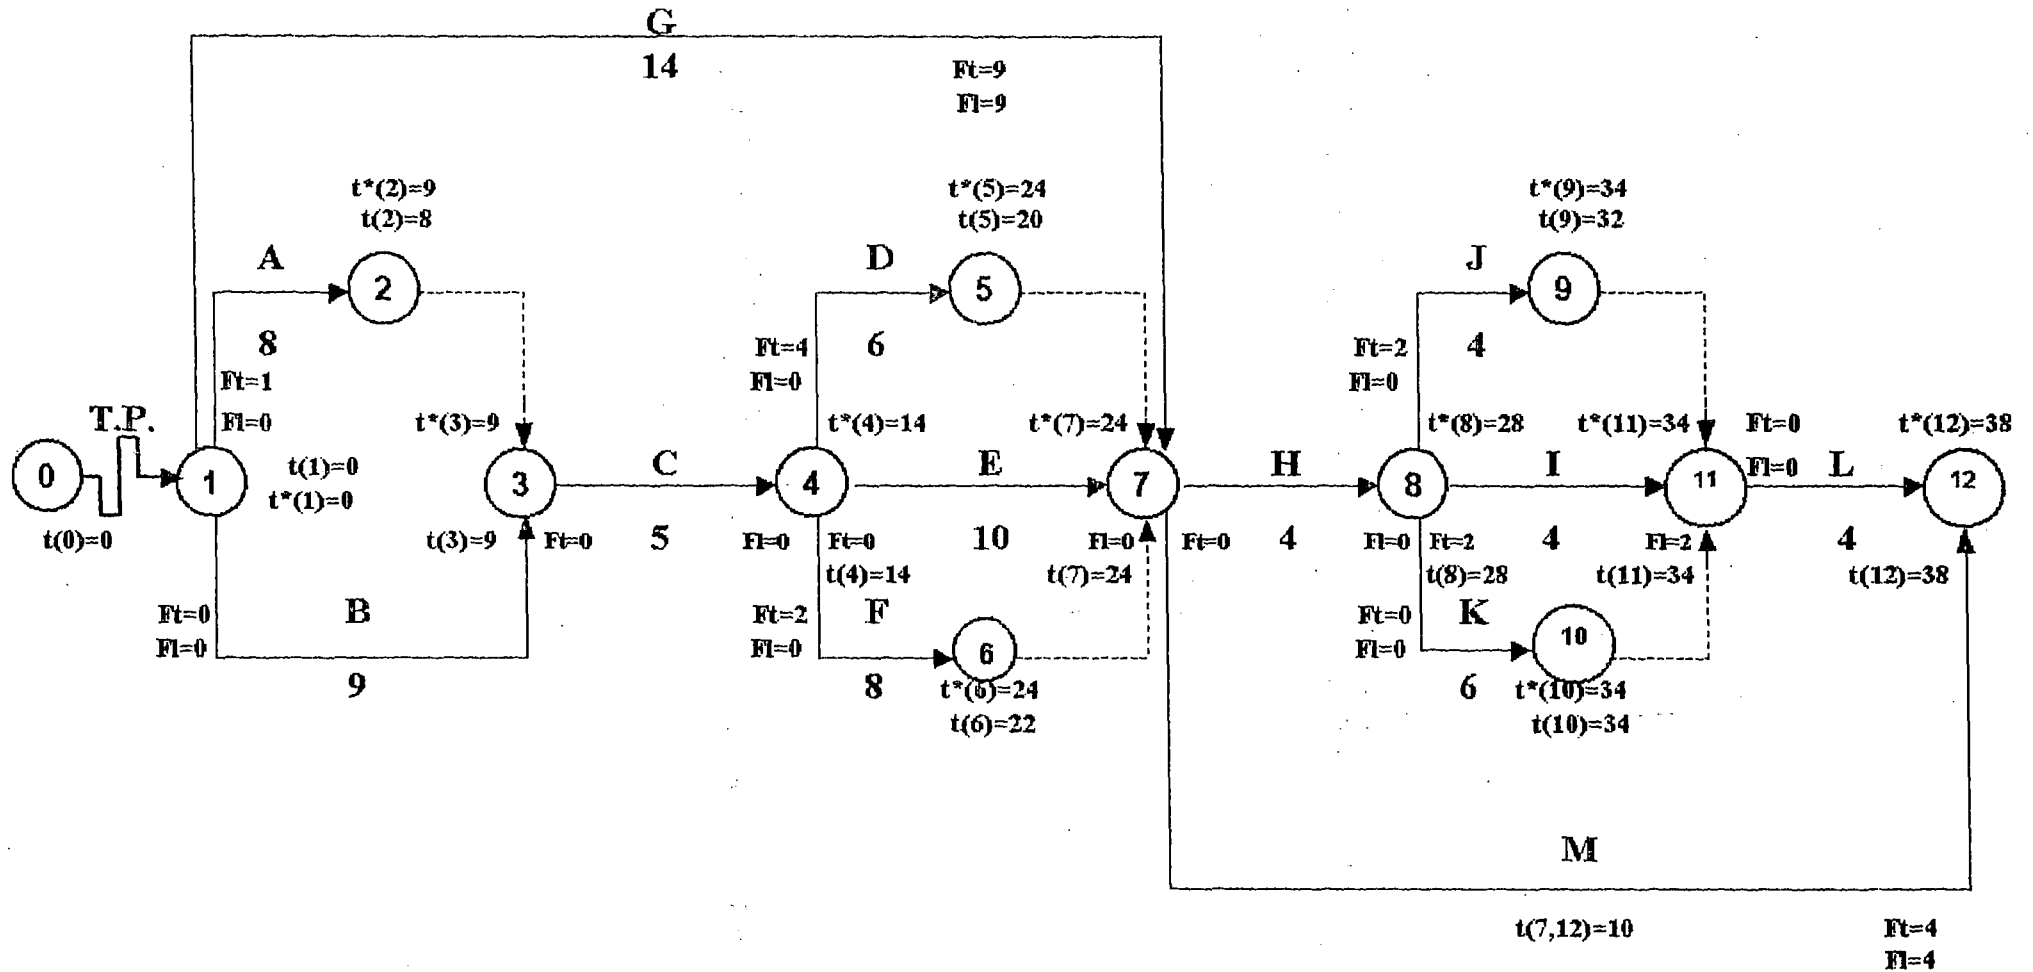 G
14
Ft=9
Fl=9
t*(2)=9
t(2)=8
t*(5)=24
t(5)=20
t*(9)=34
t(9)=32
A
2
D
5
J
9
8
Ft=4
6
Ft=2
4
Ft=1
Fl=0
Fl=0
T.P.
Fl=0
t*(3)=9
t*(4)=14
t*(7)=24
t*(8)=28
t*(11)=34
Ft=0
t*(12)=38
0
1
t(1)=0
t*(1)=0
3
C
4
E
7
H
8
I
11
Fl=0
L
12
t(0)=0
t(3)=9
Ft=0
5
Fl=0
Ft=0
10
Fl=0
Ft=0
4
Fl=0
Ft=2
4
Fl=2
4
t(4)=14
t(7)=24
t(8)=28
t(11)=34
t(12)=38
Ft=0
Fl=0
B
9
Ft=2
Fl=0
F
6
8
t*(6)=24
t(6)=22
Ft=0
Fl=0
K
10
6
t*(10)=34
t(10)=34
M
t(7,12)=10
Ft=4
Fl=4